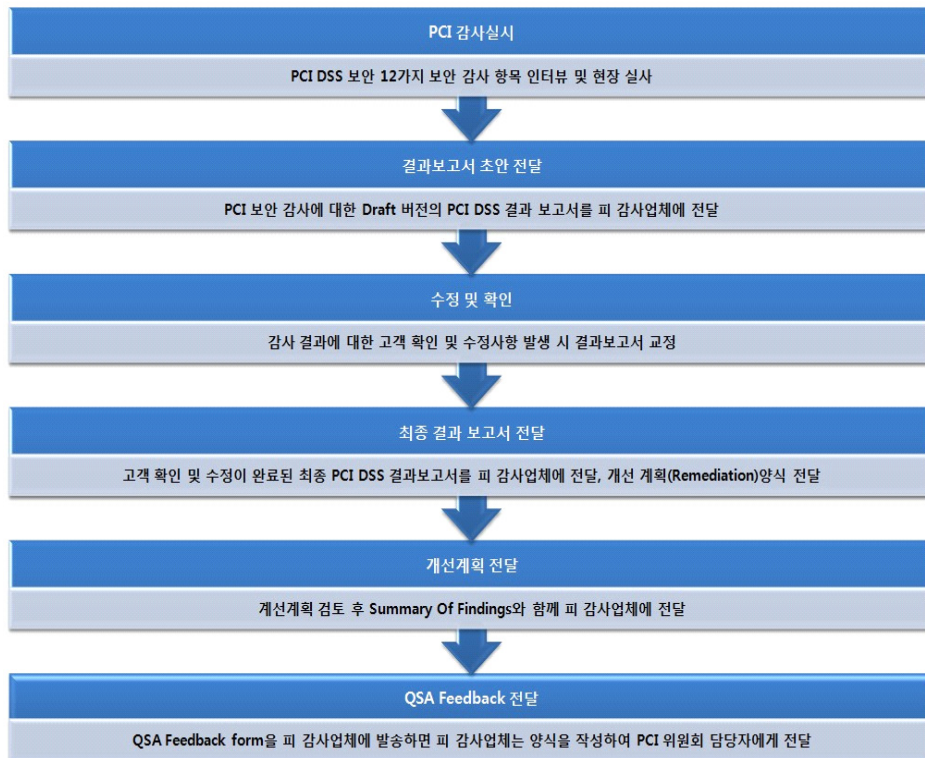 PCI 감사실시
PCI DSS 보안 12가지 보안 감사 항목 인터뷰 및 현장 실사
결과보고서 초안 전달
PCI 보안 감사에 대한 Draft 버전의 PCI DSS 결과 보고서를 피 감사업체에 전달
수정 및 확인
감사 결과에 대한 고객 확인 및 수정사항 발생 시 결과보고서 교정
최종 결과 보고서 전달
고객 확인 및 수정이 완료된 최종 PCI DSS 결과보고서를 피 감사업체에 전달, 개선 계획(Remediation)양식 전달
개선계획 전달
계선계획 검토 후 Summary Of Findings와 함께 피 감사업체에 전달
QSA Feedback 전달
QSA Feedback form을 피 감사업체에 발송하면 피 감사업체는 양식을 작성하여 PCI 위원회 담당자에게 전달